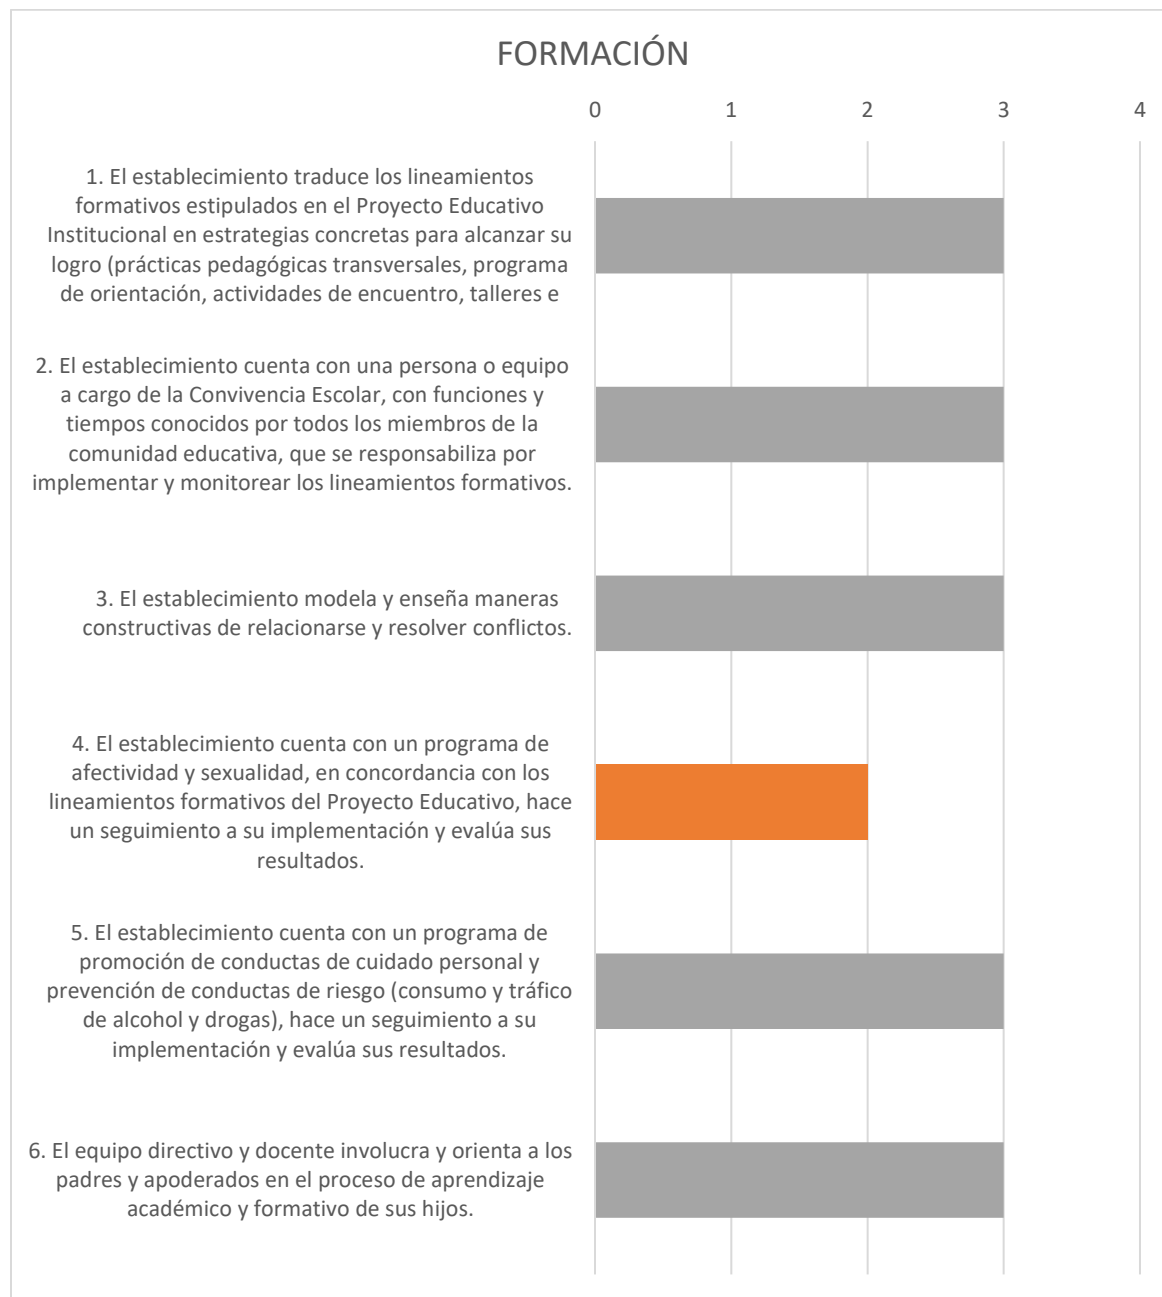 FORMACIÓN
0 1 2 3 4
1. El establecimiento traduce los lineamientos
formativos estipulados en el Proyecto Educativo
Institucional en estrategias concretas para alcanzar su
logro (prácticas pedagógicas transversales, programa
de orientación, actividades de encuentro, talleres e
2. El establecimiento cuenta con una persona o equipo
a cargo de la Convivencia Escolar, con funciones y
tiempos conocidos por todos los miembros de la
comunidad educativa, que se responsabiliza por
implementar y monitorear los lineamientos formativos.
3. El establecimiento modela y enseña maneras
constructivas de relacionarse y resolver conflictos.
4. El establecimiento cuenta con un programa de
afectividad y sexualidad, en concordancia con los
lineamientos formativos del Proyecto Educativo, hace
un seguimiento a su implementación y evalúa sus
resultados.
5. El establecimiento cuenta con un programa de
promoción de conductas de cuidado personal y
prevención de conductas de riesgo (consumo y tráfico
de alcohol y drogas), hace un seguimiento a su
implementación y evalúa sus resultados.
6. El equipo directivo y docente involucra y orienta a los
padres y apoderados en el proceso de aprendizaje
académico y formativo de sus hijos.